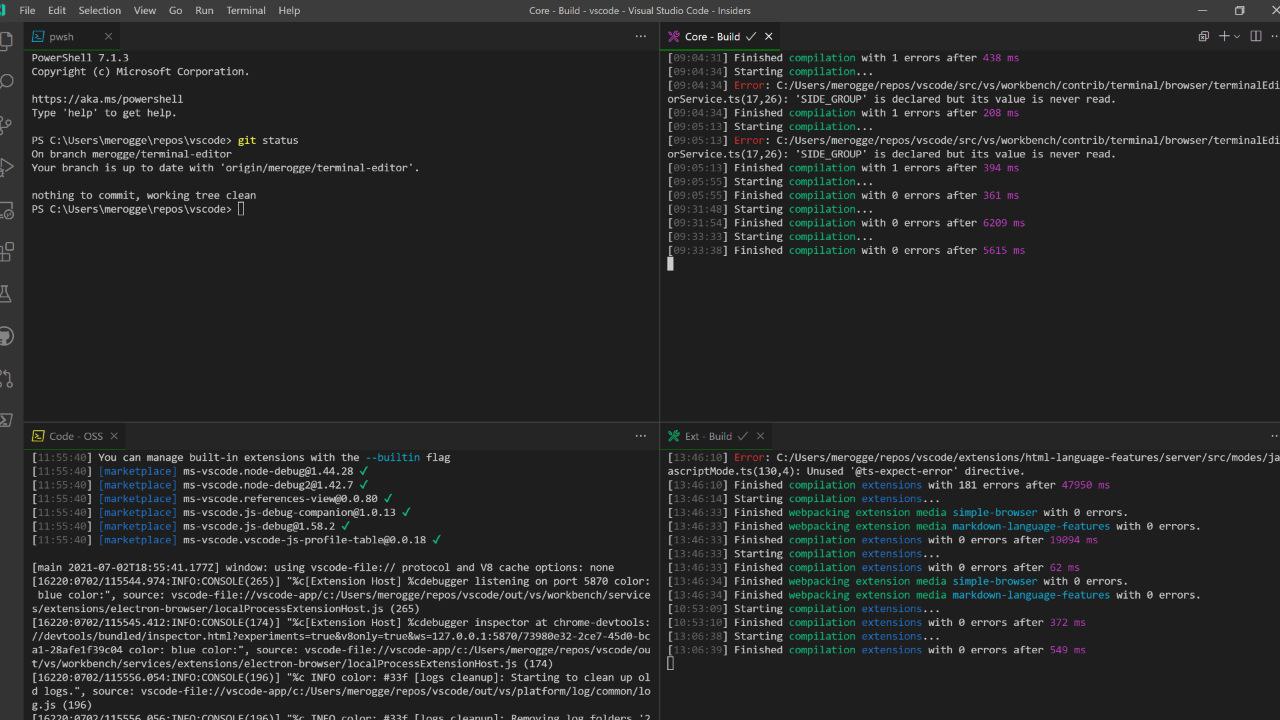 File Edit Selection View Go Run Terminal Help
Core - Build - vscode - Visual Studio Code - Insiders
pwsh
PowerShell 7.1.3
Copyright (c) Microsoft Corporation.
https://aka.ms/powershell
Type 'help' to get help.
PS C:\Users\merogge\repos\vscode> git status
On branch merogge/terminal-editor
Your branch is up to date with 'origin/merogge/terminal-editor'.
nothing to commit, working tree clean
PS C:\Users\merogge\repos\vscode>
Core - Build
[09:04:31] Finished compilation with 1 errors after 438 ms
[09:04:34] Starting compilation...
[09:04:34] Error: C:/Users/merogge/repos/vscode/src/vs/workbench/contrib/terminal/browser/terminalEdi
orService.ts(17,26): 'SIDE_GROUP' is declared but its value is never read.
[09:04:34] Finished compilation with 1 errors after 208 ms
[09:05:13] Starting compilation...
[09:05:13] Error: C:/Users/merogge/repos/vscode/src/vs/workbench/contrib/terminal/browser/terminalEdi
orService.ts(17,26): 'SIDE_GROUP' is declared but its value is never read.
[09:05:13] Finished compilation with 1 errors after 394 ms
[09:05:55] Starting compilation...
[09:05:55] Finished compilation with 0 errors after 361 ms
[09:31:48] Starting compilation...
[09:31:54] Finished compilation with 0 errors after 6209 ms
[09:33:33] Starting compilation...
[09:33:38] Finished compilation with 0 errors after 5615 ms
Code - OSS
[11:55:40] You can manage built-in extensions with the --builtin flag
[11:55:40] [marketplace] ms-vscode.node-debug@1.44.28 ✓
[11:55:40] [marketplace] ms-vscode.node-debug2@1.42.7 ✓
[11:55:40] [marketplace] ms-vscode.references-view@0.0.80 ✓
[11:55:40] [marketplace] ms-vscode.js-debug-companion@1.0.13 ✓
[11:55:40] [marketplace] ms-vscode.js-debug@1.58.2 ✓
[11:55:40] [marketplace] ms-vscode.vscode-js-profile-table@0.0.18 ✓
[main 2021-07-02T18:55:41.177Z] window: using vscode-file:// protocol and V8 cache options: none
[16220:0702/115544.974:INFO:CONSOLE(265)] "%c[Extension Host] %cdebugger listening on port 5870 color:
blue color:", source: vscode-file://vscode-app/c:/Users/merogge/repos/vscode/out/vs/workbench/service
s/extensions/electron-browser/localProcessExtensionHost.js (265)
[16220:0702/115545.412:INFO:CONSOLE(174)] "%c[Extension Host] %cdebugger inspector at chrome-devtools:
//devtools/bundled/inspector.html?experiments=true&v8only=true&ws=127.0.0.1:5870/73980e32-2ce7-45d0-bc
a1-28afe1f39c04 color: blue color:", source: vscode-file://vscode-app/c:/Users/merogge/repos/vscode/ou
t/vs/workbench/services/extensions/electron-browser/localProcessExtensionHost.js (174)
[16220:0702/115556.054:INFO:CONSOLE(196)] "%c INFO color: #33f [logs cleanup]: Starting to clean up ol
d logs.", source: vscode-file://vscode-app/c:/Users/merogge/repos/vscode/out/vs/platform/log/common/lo
g.js (196)
[16220:0702/115556.056:INFO:CONSOLE(196)] "%c INFO color: #33f [logs cleanup]: Removing log folders '2
Ext - Build
[13:46:10] Error: C:/Users/merogge/repos/vscode/extensions/html-language-features/server/src/modes/ja
ascriptMode.ts(130,4): Unused '@ts-expect-error' directive.
[13:46:10] Finished compilation extensions with 181 errors after 47950 ms
[13:46:14] Starting compilation extensions...
[13:46:33] Finished webpacking extension media simple-browser with 0 errors.
[13:46:33] Finished webpacking extension media markdown-language-features with 0 errors.
[13:46:33] Finished compilation extensions with 0 errors after 19094 ms
[13:46:33] Starting compilation extensions...
[13:46:33] Finished compilation extensions with 0 errors after 62 ms
[13:46:34] Finished webpacking extension media simple-browser with 0 errors.
[13:46:34] Finished webpacking extension media markdown-language-features with 0 errors.
[10:53:09] Starting compilation extensions...
[10:53:10] Finished compilation extensions with 0 errors after 372 ms
[13:06:38] Starting compilation extensions...
[13:06:39] Finished compilation extensions with 0 errors after 549 ms